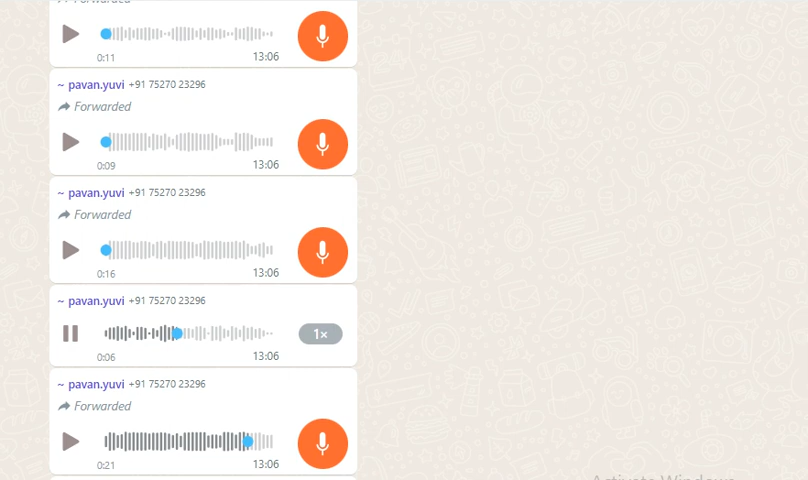 Forwarded
0:11 13:06
~ pavan.yuvi +91 75270 23296
Forwarded
0:09 13:06
~ pavan.yuvi +91 75270 23296
Forwarded
0:16 13:06
~ pavan.yuvi +91 75270 23296
1×
0:06 13:06
~ pavan.yuvi +91 75270 23296
Forwarded
0:21 13:06
Activate Windows